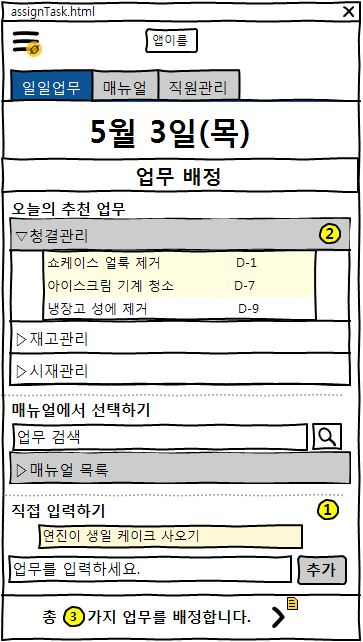 assignTask.html
앱이름
일일업무 매뉴얼 직원관리
5월 3일(목)
업무 배정
오늘의 추천 업무
▽청결관리 2
쇼케이스 얼룩 제거 D-1
아이스크림 기계 청소 D-7
냉장고 성에 제거 D-9
▷재고관리
▷시재관리
매뉴얼에서 선택하기
업무 검색
▷매뉴얼 목록
직접 입력하기 1
연진이 생일 케이크 사오기
업무를 입력하세요. 추가
총 3가지 업무를 배정합니다.